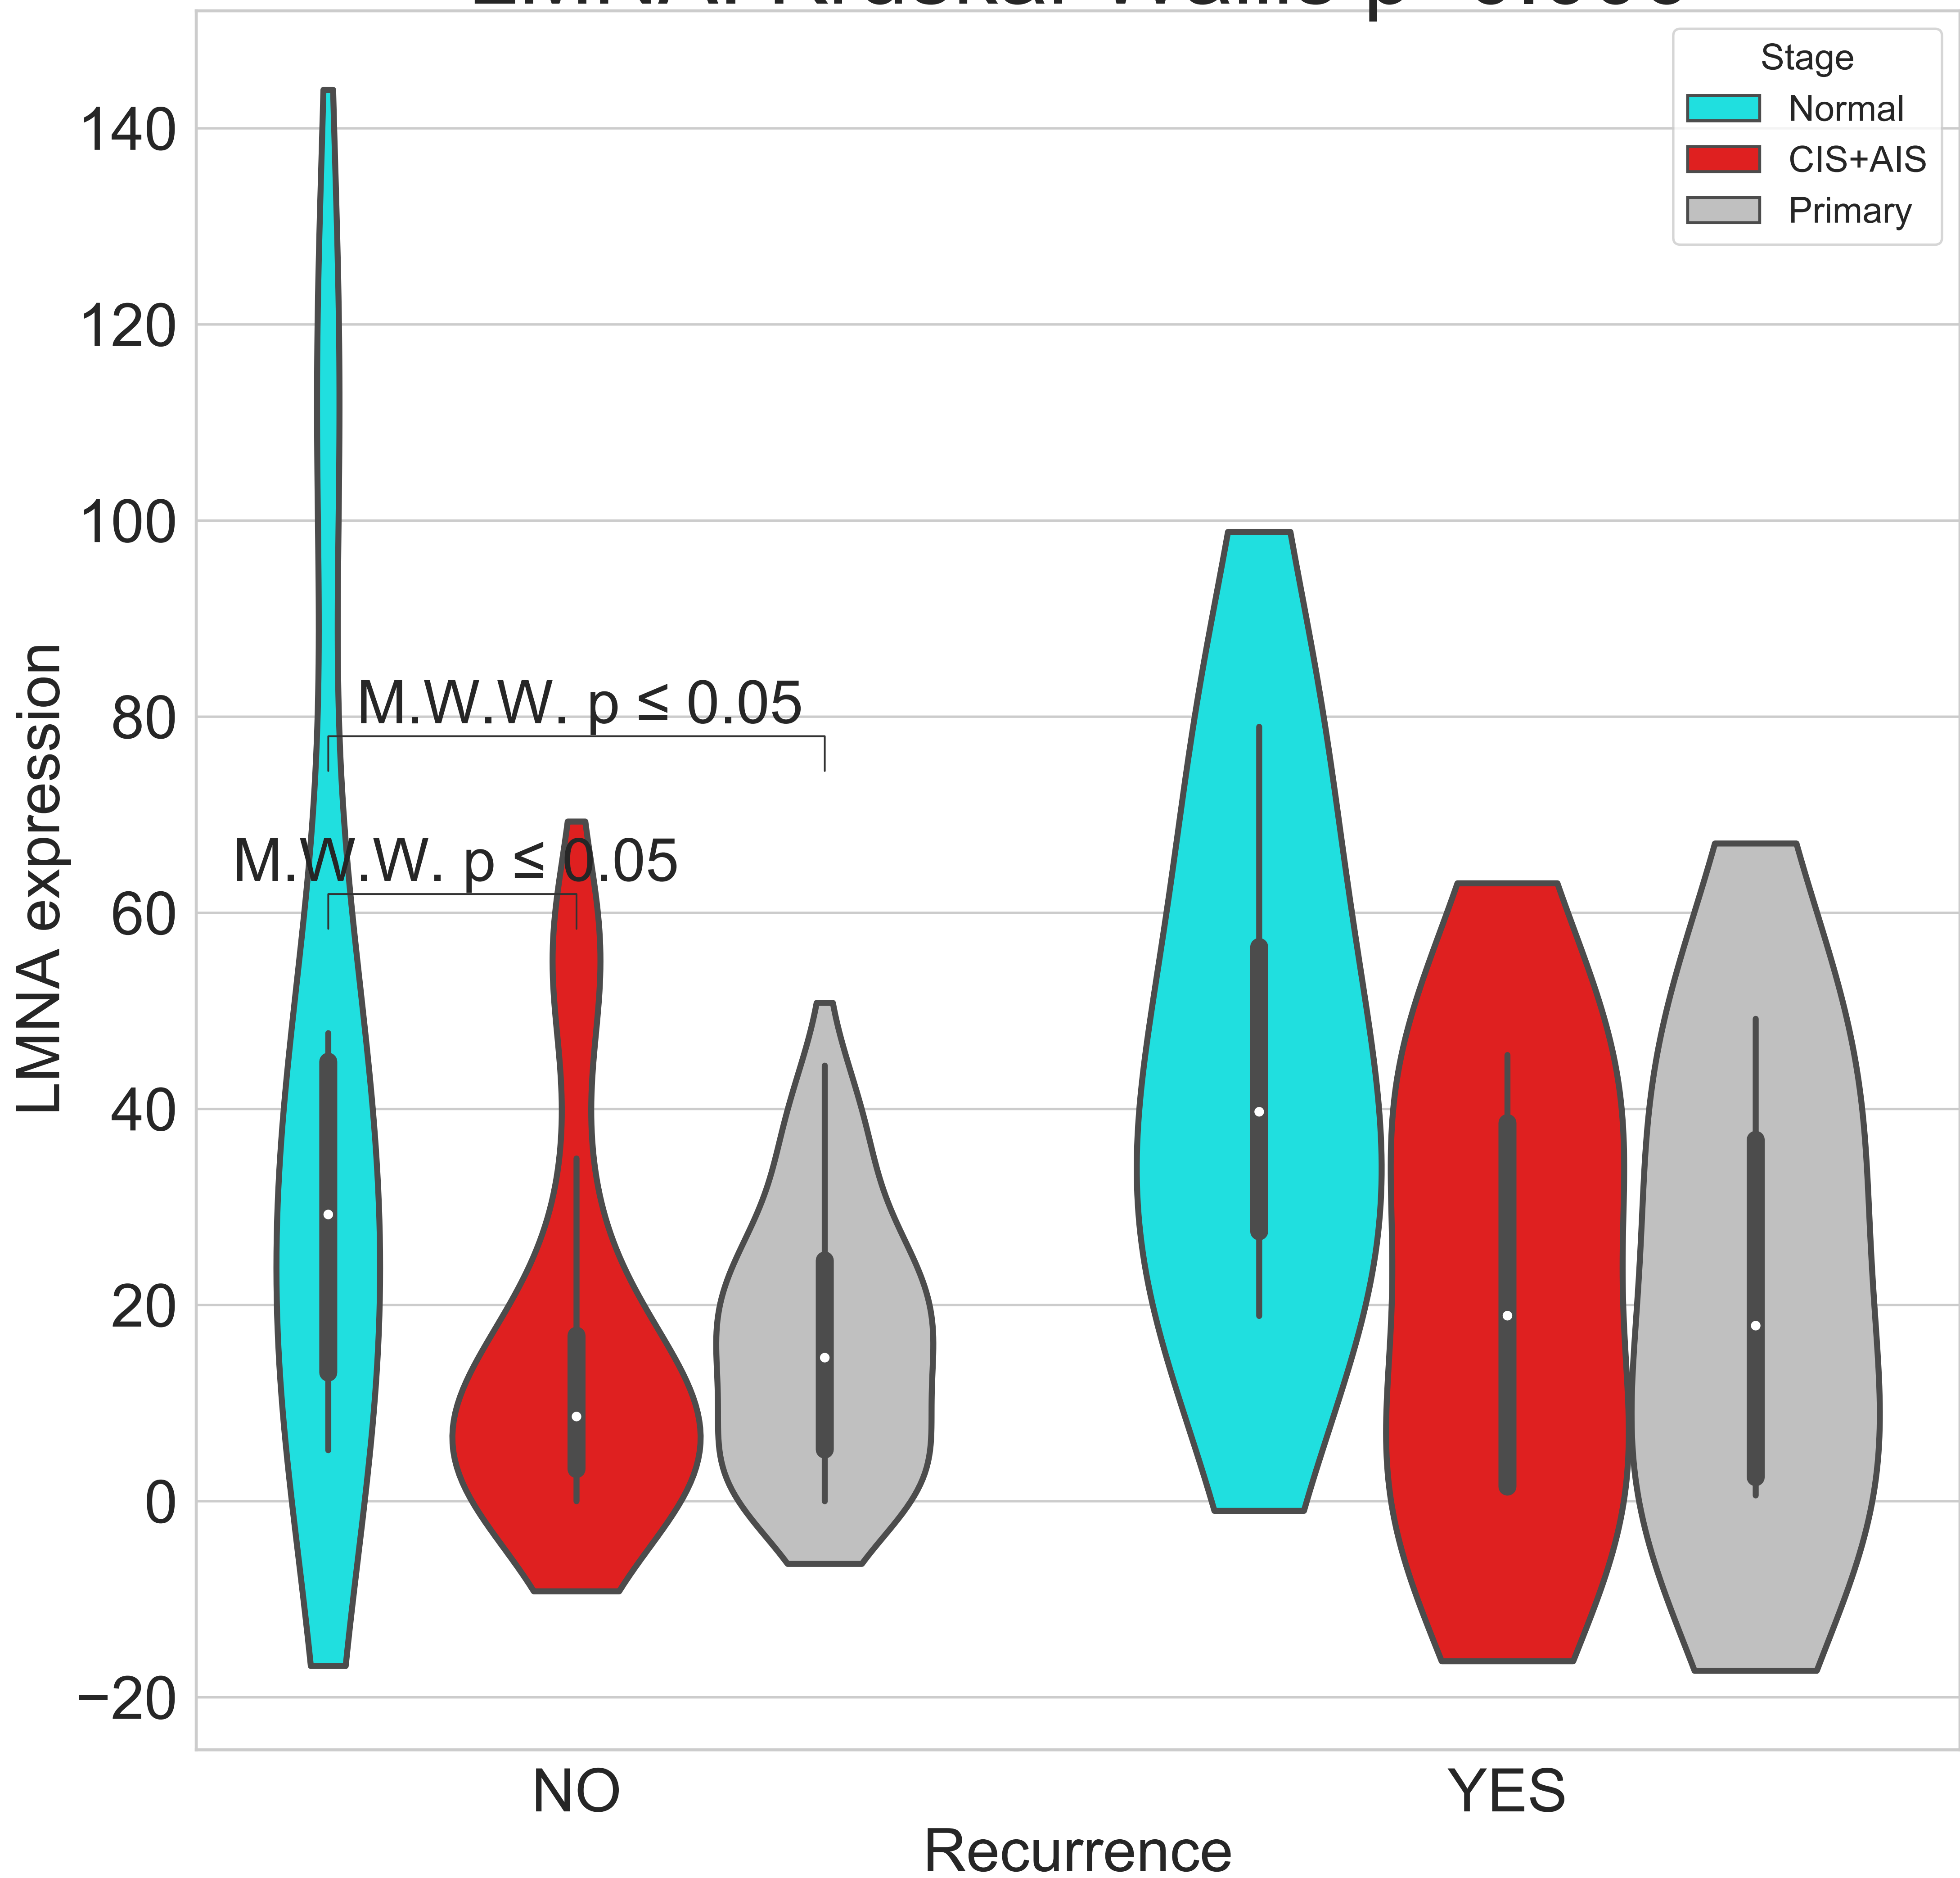 Stage
Normal
CIS+AIS
Primary
140
120
100
80
60
40
20
0
−20
LMNA expression
M.W.W. p ≤ 0.05
M.W.W. p ≤ 0.05
NO
YES
Recurrence